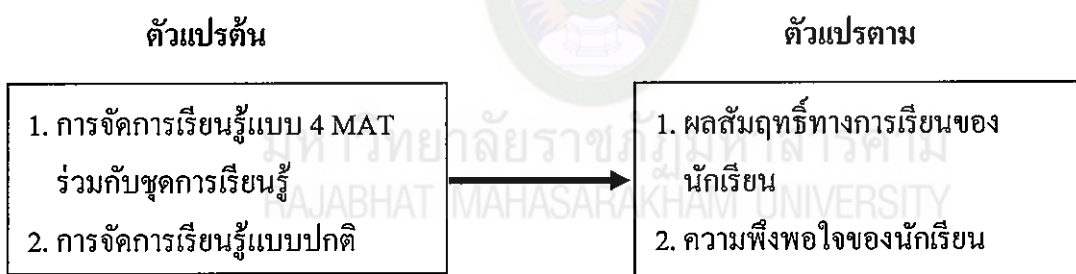 ตัวแปรต้น
ตัวแปรตาม
1. การจัดการเรียนรู้แบบ 4 MAT
ร่วมกับชุดการเรียนรู้
2. การจัดการเรียนรู้แบบปกติ
1. ผลสัมฤทธิ์ทางการเรียนของ
นักเรียน
2. ความพึงพอใจของนักเรียน
มหาวิทยาลัยราชภัฏมหาสารคาม
RAJABHAT MAHASARAKHAM UNIVERSITY